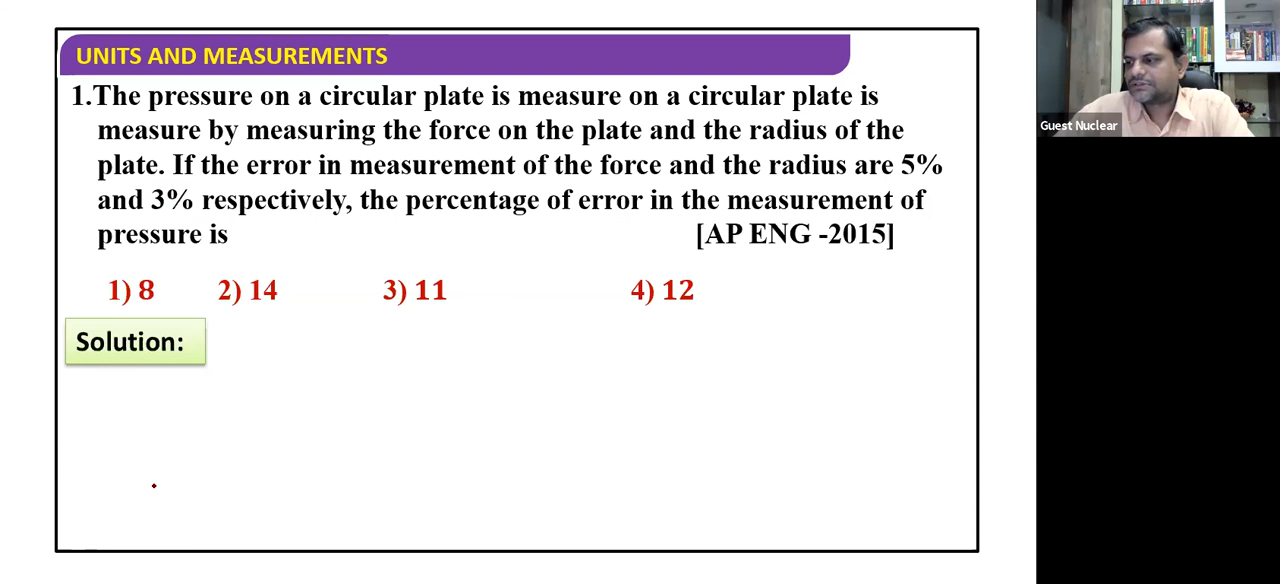 UNITS AND MEASUREMENTS
1.The pressure on a circular plate is measure on a circular plate is
measure by measuring the force on the plate and the radius of the
plate. If the error in measurement of the force and the radius are 5%
and 3% respectively, the percentage of error in the measurement of
pressure is [AP ENG -2015]
1) 8 2) 14 3) 11 4) 12
Solution:
Guest Nuclear